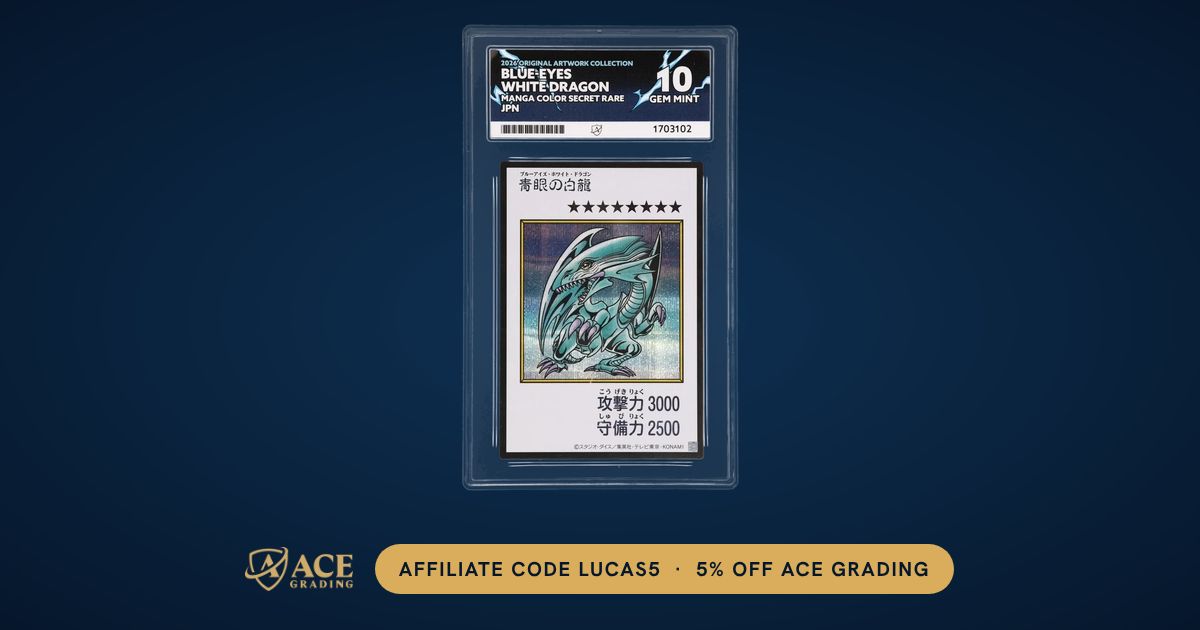 2026 ORIGINAL ARTWORK COLLECTION
BLUE-EYES
WHITE DRAGON
MANGA COLOR SECRET RARE
JPN
10
GEM MINT
1703102
ブルーアイズ・ホワイト・ドラゴン
青眼の白龍
★★★★★★★★
こうげきりょく
攻撃力 3000
しゅびりょく
守備力 2500
©スタジオ・ダイス／集英社・テレビ東京・KONAMI
ACE
GRADING
AFFILIATE CODE LUCAS5 · 5% OFF ACE GRADING